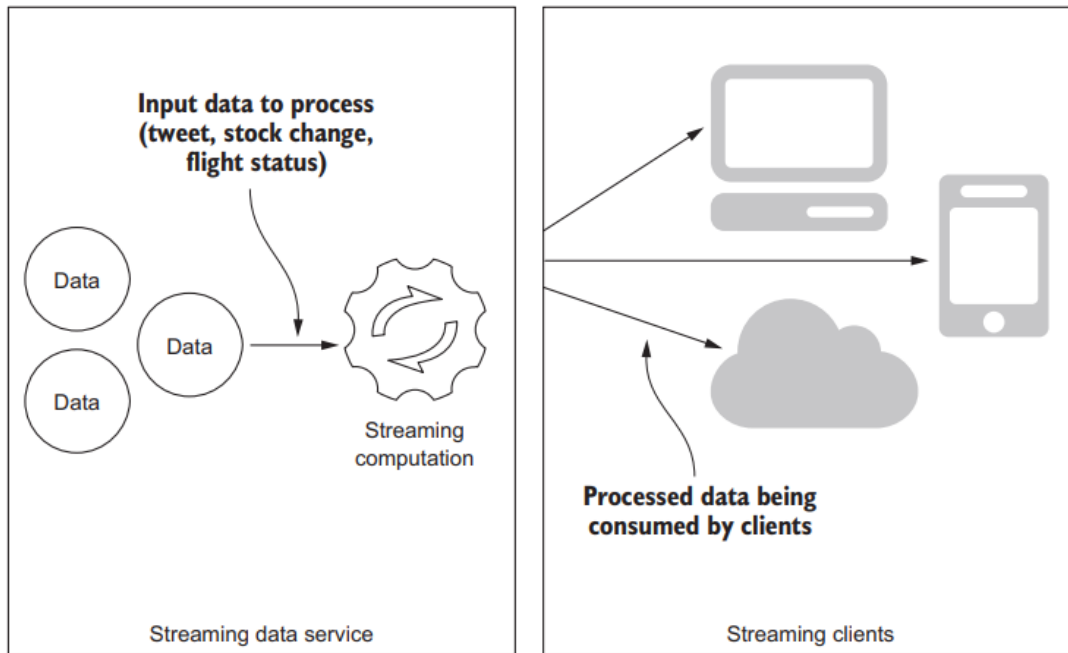 Input data to process
(tweet, stock change,
flight status)
Data
Data
Data
Streaming
computation
Streaming data service
Processed data being
consumed by clients
Streaming clients